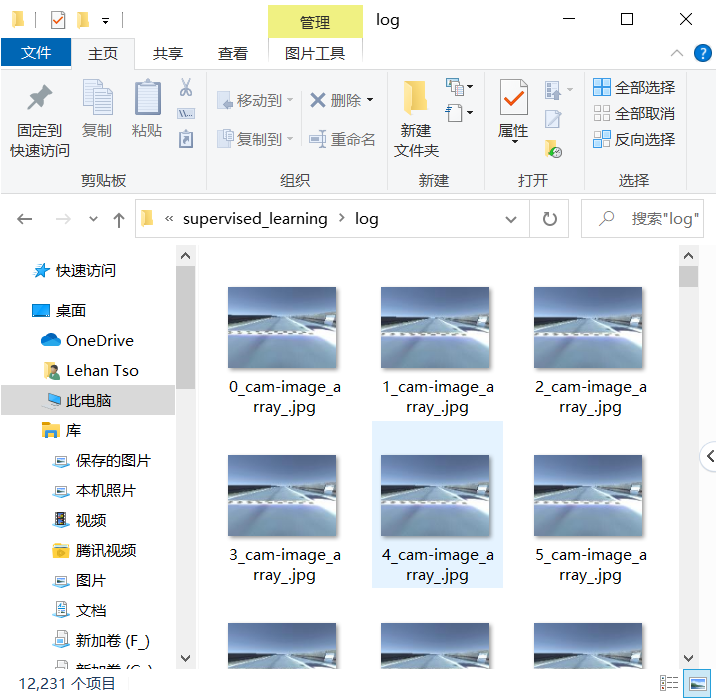 管理
log
文件
主页
共享
查看
图片工具
固定到
快速访问
复制
粘贴
剪贴板
移动到
复制到
删除
重命名
组织
新建
文件夹
新建
属性
打开
全部选择
全部取消
反向选择
选择
« supervised_learning > log
搜索"log"
快速访问
桌面
OneDrive
Lehan Tso
此电脑
库
保存的图片
本机照片
视频
腾讯视频
图片
文档
新加卷 (F_)
0_cam-image_a
rray_.jpg
1_cam-image_a
rray_.jpg
2_cam-image_a
rray_.jpg
3_cam-image_a
rray_.jpg
4_cam-image_a
rray_.jpg
5_cam-image_a
rray_.jpg
12,231 个项目